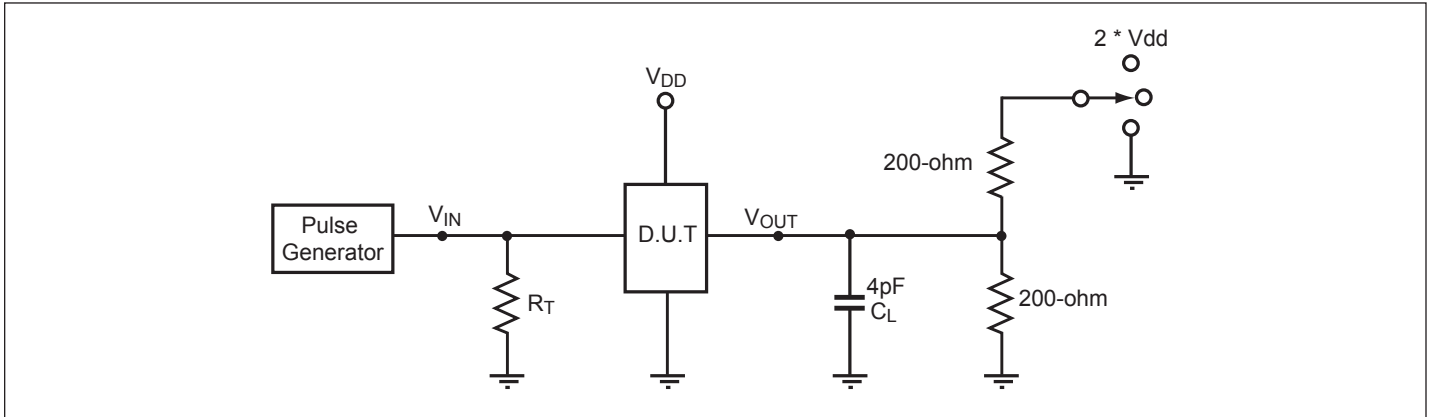 2 * Vdd
VDD
200-ohm
Pulse
Generator
VIN
D.U.T
VOUT
RT
4pF
CL
200-ohm